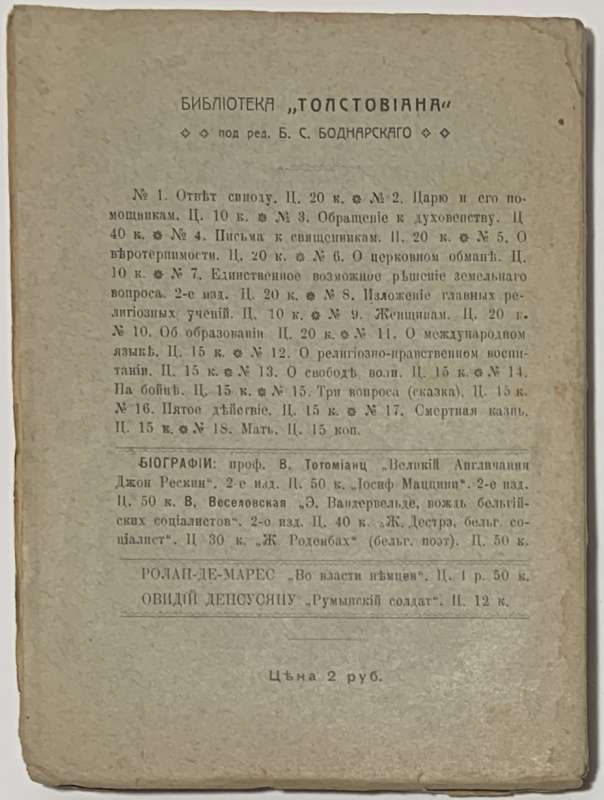 БИБЛІОТЕКА „ТОЛСТОВІАНА“
под ред. Б. С. БОДНАРСКАГО
№ 1. Отвѣт синоду. Ц. 20 к. № 2. Царю и его по-
мощникам. Ц. 10 к. № 3. Обращеніе к духовенству. Ц
40 к. № 4. Письма к священникам. Ц. 20 к. № 5. О
вѣротерпимости. Ц. 20 к. № 6. О церковном обманѣ. Ц.
10 к. № 7. Единственное возможное рѣшеніе земельнаго
вопроса. 2-е изд. Ц. 20 к. № 8. Изложеніе главных ре-
лигіозных ученій. Ц. 10 к. № 9. Женщинам. Ц. 20 к.
№ 10. Об образованіи Ц. 20 к. № 11. О международном
языкѣ. Ц. 15 к. № 12. О религіозно-нравственном воспи-
таніи. Ц. 15 к. № 13. О свободѣ воли. Ц. 15 к. № 14.
На бойцѣ. Ц. 15 к. № 15. Три вопроса (сказка). Ц. 15 к.
№ 16. Пятое дѣйствіе. Ц. 15 к. № 17. Смертная казнь.
Ц. 15 к. № 18. Мать. Ц. 15 коп.
БІОГРАФІИ: проф. В. Тотоміанц „Великій Англичанин
Джон Рескин“. 2-е изд. Ц. 50 к. „Іосиф Маццини“. 2-е изд.
Ц. 50 к. В. Веселовская „Э. Вандервельде, вождь бельгій-
ских соціалистов“. 2-е изд. Ц. 40 к. „Ж. Дестрэ, бельг. со-
ціалист“. Ц 30 к. „Ж. Роденбах“ (бельг. поэт). Ц. 50 к.
РОЛАН-ДЕ-МАРЕС „Во власти нѣмцев“. Ц. 1 р. 50 к.
ОВИДІЙ ДЕНСУСЯНУ „Румынскій солдат“. Ц. 12 к.
Цѣна 2 руб.